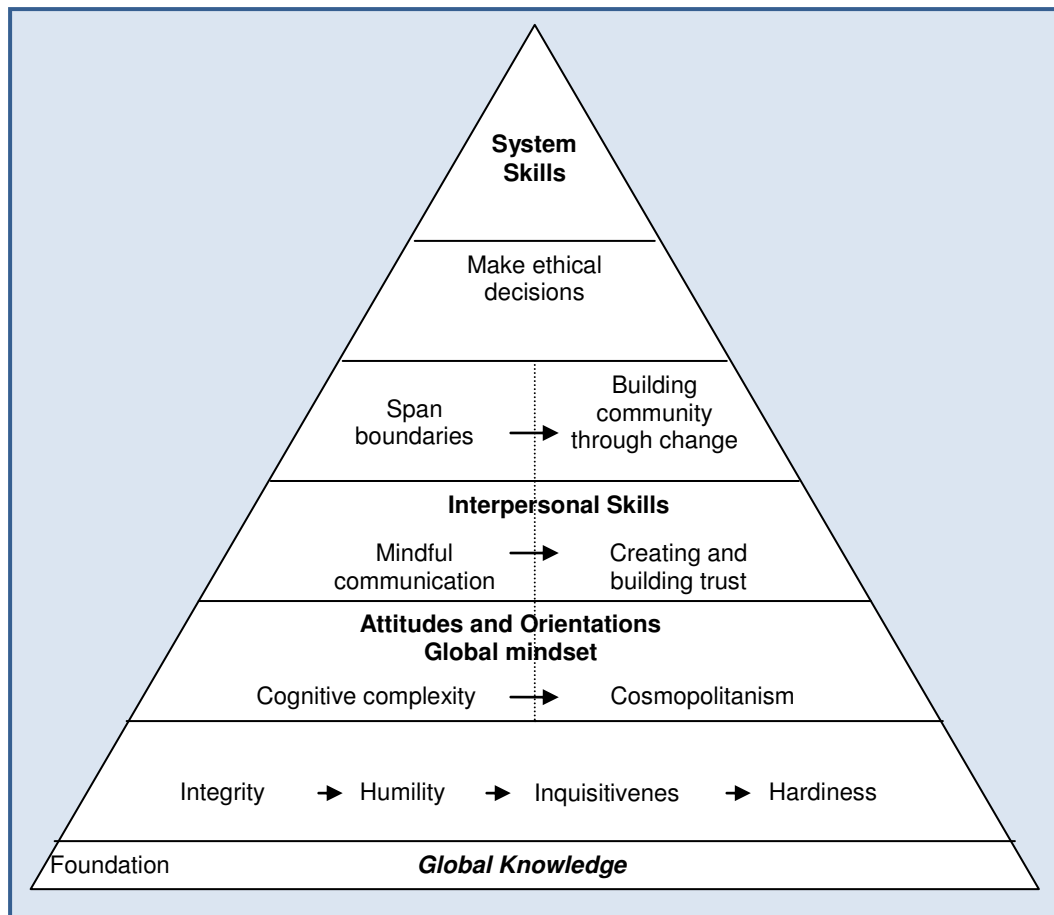 System
Skills
Make ethical
decisions
Span
boundaries
Building
community
through change
Interpersonal Skills
Mindful
communication
Creating and
building trust
Attitudes and Orientations
Global mindset
Cognitive complexity
Cosmopolitanism
Integrity
Humility
Inquisitivenes
Hardiness
Foundation
Global Knowledge